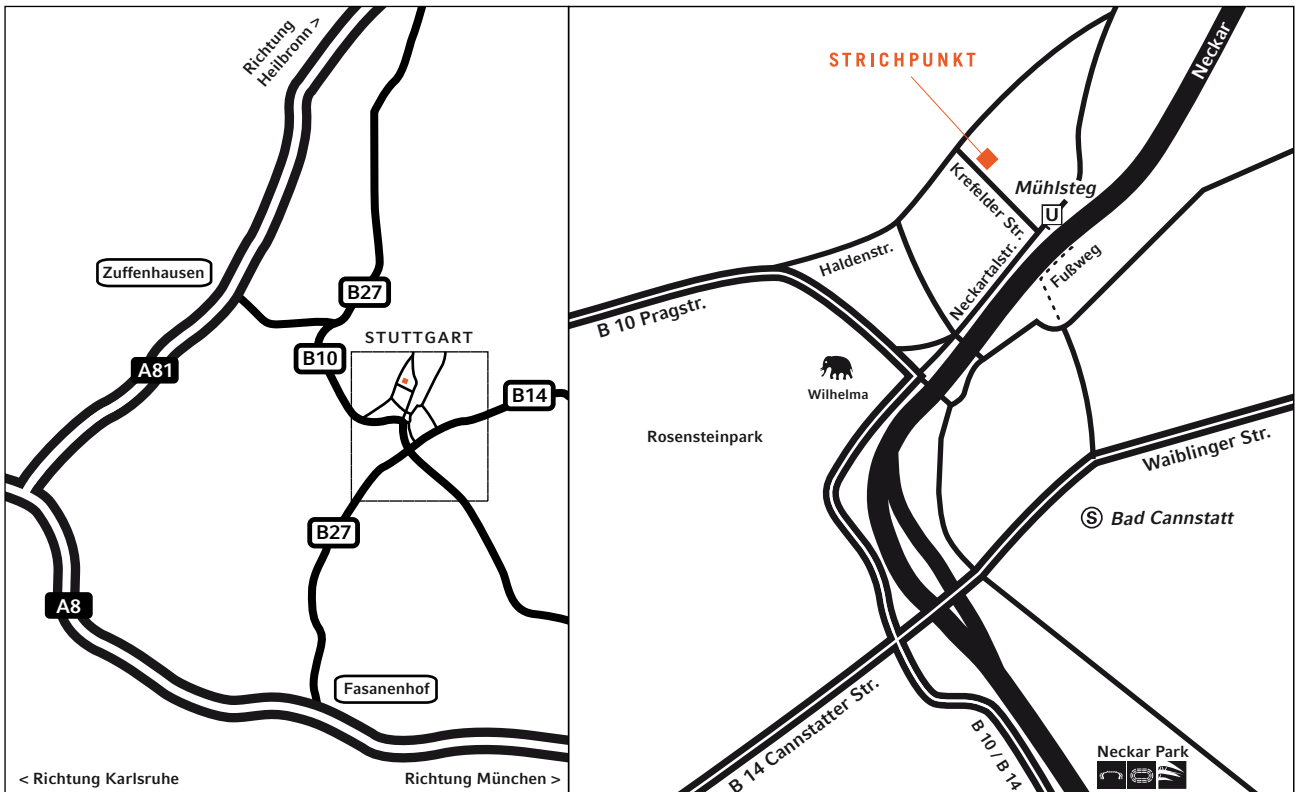 Richtung
Heilbronn >
Zuffenhausen
B27
STUTTGART
B10
A81
B14
B27
A8
Fasanenhof
< Richtung Karlsruhe
Richtung München >
Neckar
STRICHPUNKT
Krefelder Str.
Mühlsteg
U
Haldenstr.
Neckartalstr.
Fußweg
B 10 Pragstr.
Wilhelma
Rosensteinpark
Waiblinger Str.
S Bad Cannstatt
B 14 Cannstatter Str.
B 10 / B 14
Neckar Park